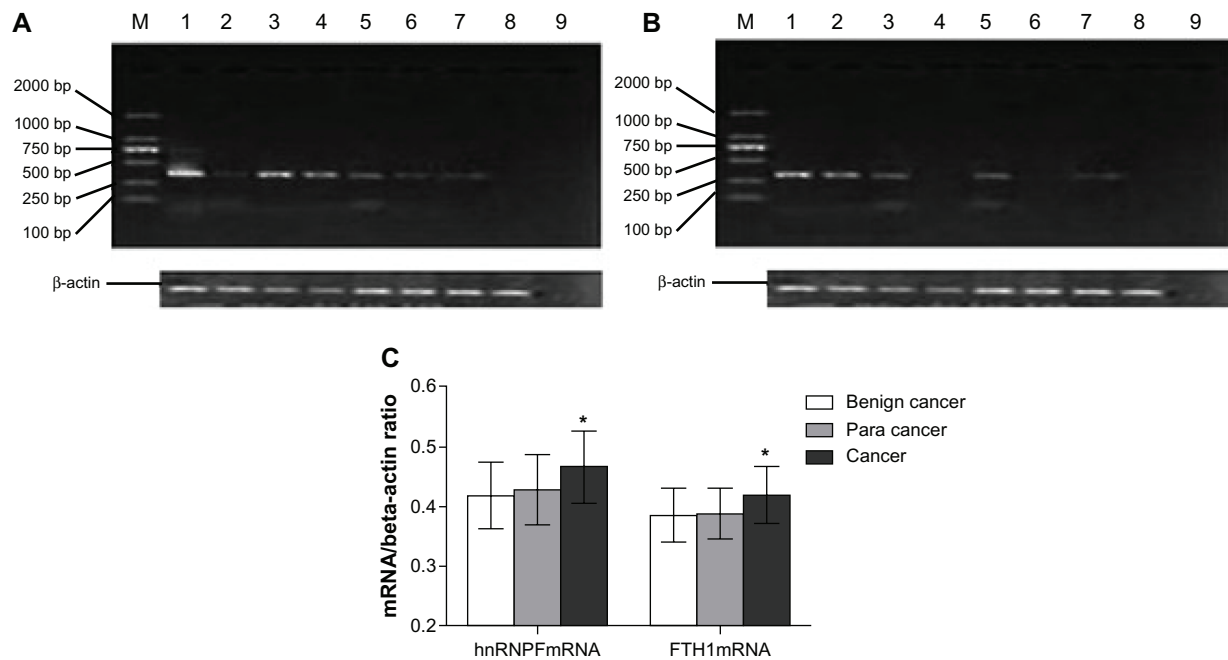 A
M 1 2 3 4 5 6 7 8 9
2000 bp
1000 bp
750 bp
500 bp
250 bp
100 bp
β-actin
B
M 1 2 3 4 5 6 7 8 9
2000 bp
1000 bp
750 bp
500 bp
250 bp
100 bp
β-actin
C
mRNA/beta-actin ratio
0.6
0.5
0.4
0.3
0.2
*
*
hnRNPFmRNA
FTH1mRNA
Benign cancer
Para cancer
Cancer